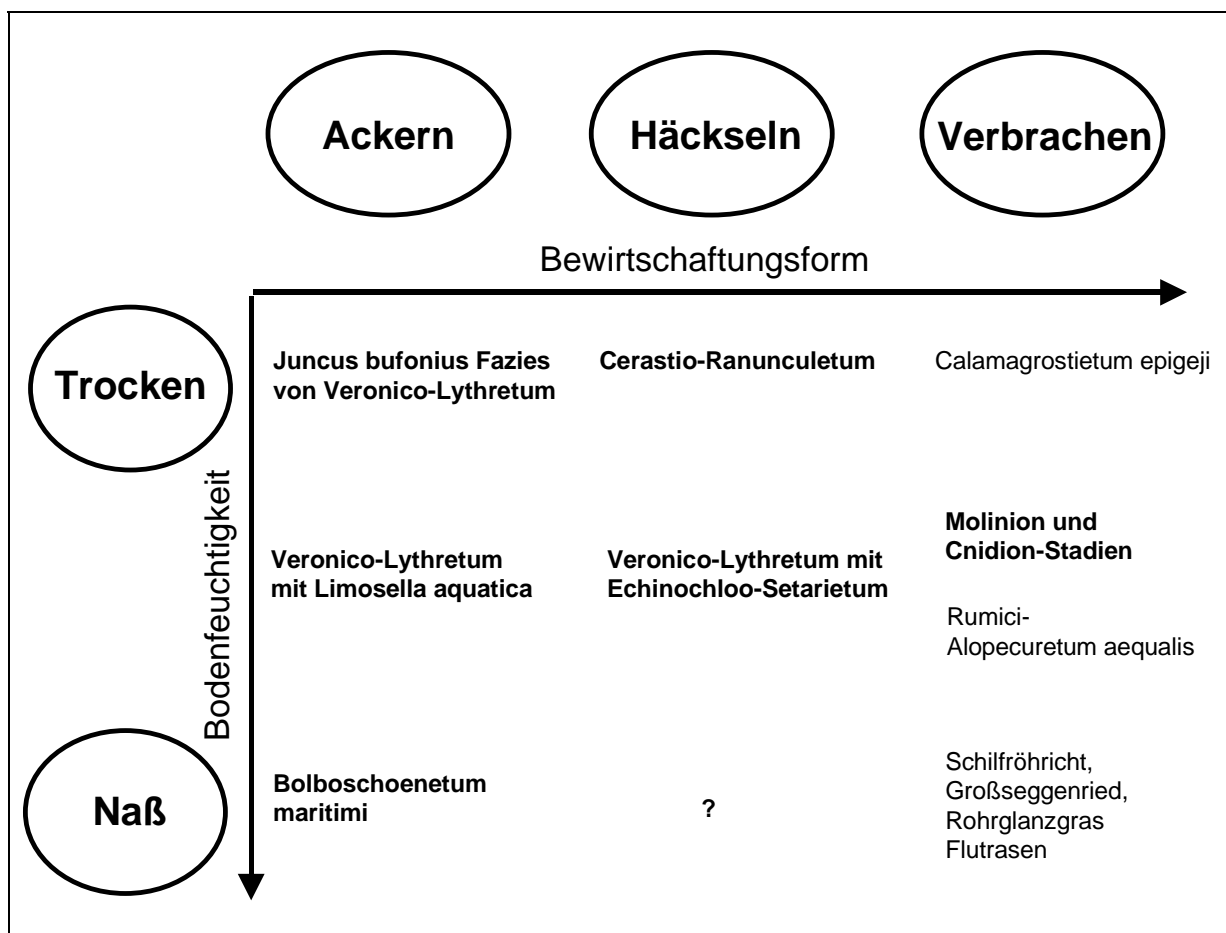 Ackern
Häckseln
Verbrachen
Bewirtschaftungsform
Trocken
Juncus bufonius Fazies
von Veronico-Lythretum
Cerastio-Ranunculetum
Calamagrostietum epigeji
Bodenfeuchtigkeit
Veronico-Lythretum
mit Limosella aquatica
Veronico-Lythretum mit
Echinochloo-Setarietum
Molinion und
Cnidion-Stadien
Rumici-
Alopecuretum aequalis
Naß
Bolboschoenetum
maritimi
?
Schilfröhricht,
Großseggenried,
Rohrglanzgras
Flutrasen